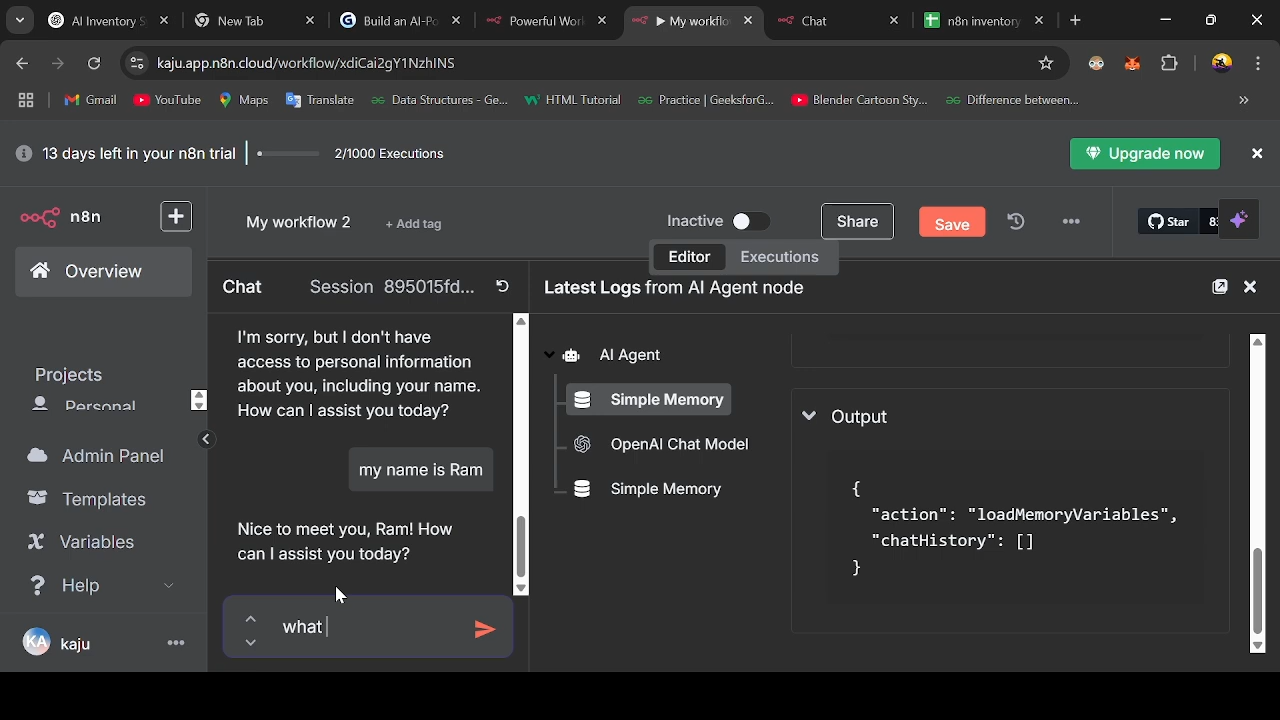 AI Inventory S
New Tab
Build an AI-Po
Powerful Wor
My workflo
Chat
n8n inventory
kaju.app.n8n.cloud/workflow/xdiCai2gY1NzhINS
Gmail
YouTube
Maps
Translate
Data Structures - Ge...
HTML Tutorial
Practice | GeeksforG...
Blender Cartoon Sty...
Difference between...
13 days left in your n8n trial
2/1000 Executions
Upgrade now
n8n
My workflow 2
+ Add tag
Inactive
Share
Save
Star
Editor
Executions
Overview
Projects
Personal
Admin Panel
Templates
Variables
Help
KA
kaju
Chat
Session 895015fd...
I'm sorry, but I don't have
access to personal information
about you, including your name.
How can I assist you today?
my name is Ram
Nice to meet you, Ram! How
can I assist you today?
what
Latest Logs from AI Agent node
AI Agent
Simple Memory
OpenAI Chat Model
Simple Memory
Output
{
"action": "loadMemoryVariables",
"chatHistory": []
}